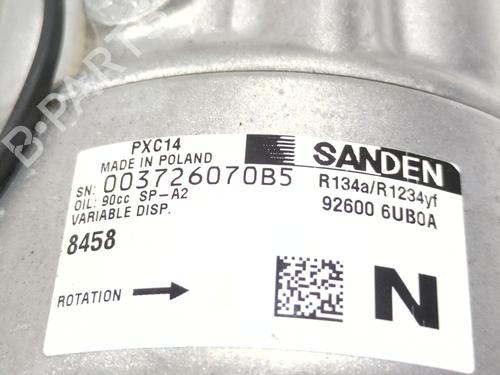 PXC14
MADE IN POLAND
SN: 003726070B5
OIL: 90cc SP-A2
VARIABLE DISP.
8458
ROTATION
SANDEN
R134a/R1234yf
92600 6UB0A
N
B-PARTS